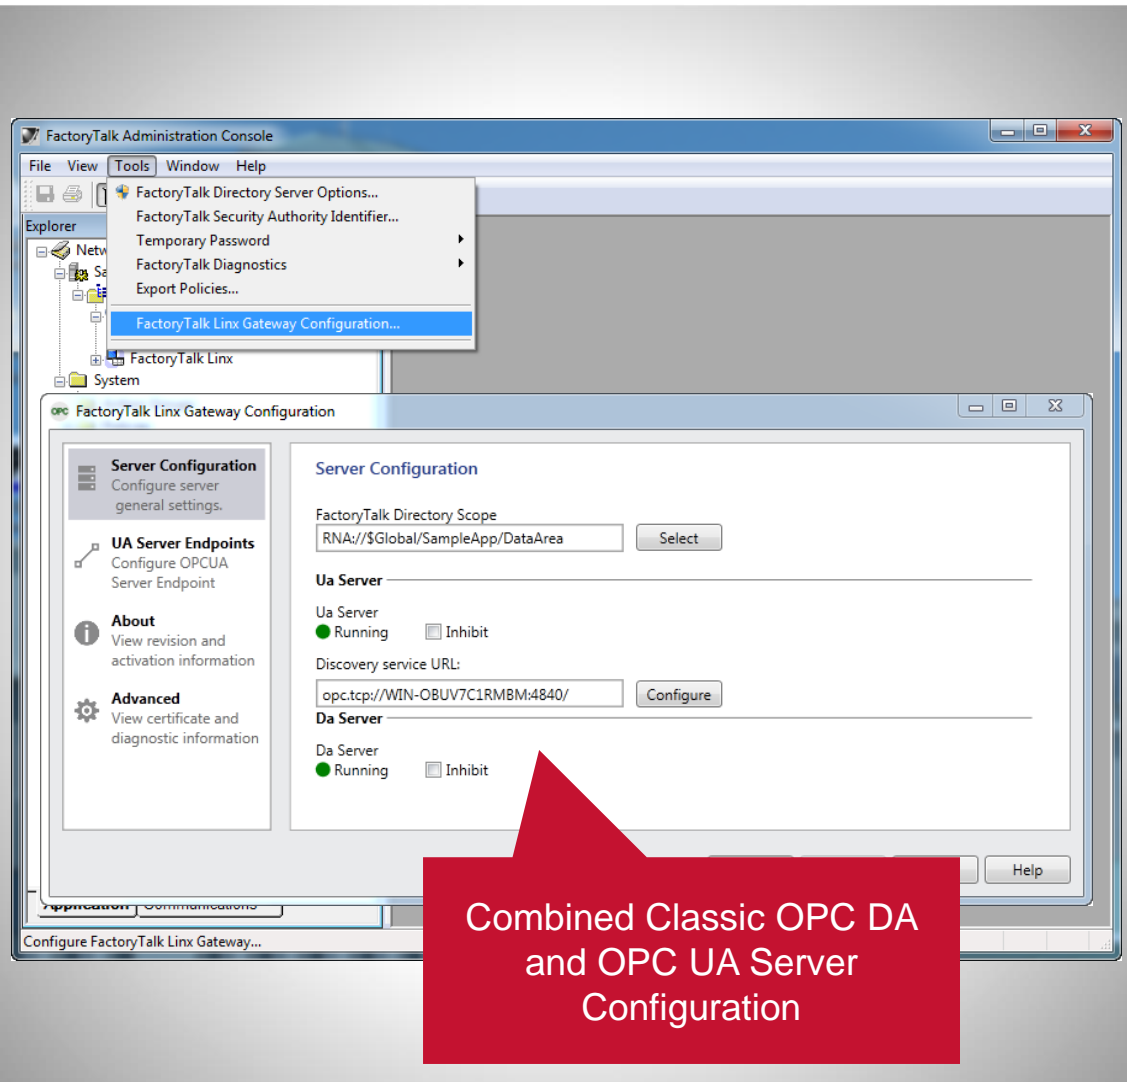 FactoryTalk Administration Console
File View Tools Window Help
FactoryTalk Directory Server Options...
FactoryTalk Security Authority Identifier...
Temporary Password
FactoryTalk Diagnostics
Export Policies...
FactoryTalk Linx Gateway Configuration...
Explorer
FactoryTalk Linx
System
OPC FactoryTalk Linx Gateway Configuration
Server Configuration
Configure server
general settings.
UA Server Endpoints
Configure OPCUA
Server Endpoint
About
View revision and
activation information
Advanced
View certificate and
diagnostic information
Server Configuration
FactoryTalk Directory Scope
RNA://$Global/SampleApp/DataArea Select
Ua Server
Ua Server
Running Inhibit
Discovery service URL:
opc.tcp://WIN-OBUV7C1RMBM:4840/ Configure
Da Server
Da Server
Running Inhibit
Help
Application Communications
Configure FactoryTalk Linx Gateway...
Combined Classic OPC DA
and OPC UA Server
Configuration